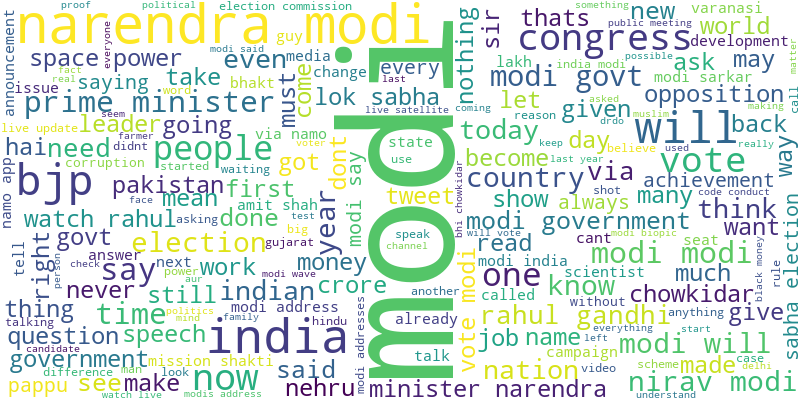 proof
political
election commission
narendra modi
guy
something
varanasi
public meeting
new
thats
sir
congress
development
world
announcement
space power
even
media
change
every
last
nothing
modi said
everyone
come
must
bhakt
issue
saying
take
fact
real
word
prime minister
lok sabha
live satellite
coming
lakh
india modi
possible
ask
may
matter
call
modi govt
modi sarkar
opposition
let
reason
given
asked
drdo
muslim
making
seem
leader
going
live update
farmer
didnt
via namo
voter
state
use
today
day
will
back
keep
believe
used
really
way
hai
need
people
corruption
started
waiting
got
dont
modi say
modi
become
last year
vote
namo app
bjp
pakistan
first
face
test
tweet
country
via
achievement
shot
code conduct
mean
amit shah
show
always
many
think
watch rahul
done
asking
big
year
speak
channel
bhi chowkidar
will vote
modi government
want
govt
election
gujarat
read
cant
modi biopic
seat
tell
right
person
answer
check
say
next
power
aur
work
modi wave
money
another
vote modi
modi india
modi modi
scientist
one
know
much
black money
rule
sabha election
never
still
indian
crore
called
without
chowkidar
thing
talking
time
politics
mind
modi address
family
hindu
modi addresses
already
rahul gandhi
anything
give
question
candidate
speech
india
talk
job
name
everything
left
start
modi will
government
difference
man
mission shakti
look
said
campaign
video
nation
made
scheme
case
delhi
pappu
see
make
watch live
now
modis address
nehru
minister narendra
nirav modi
understand